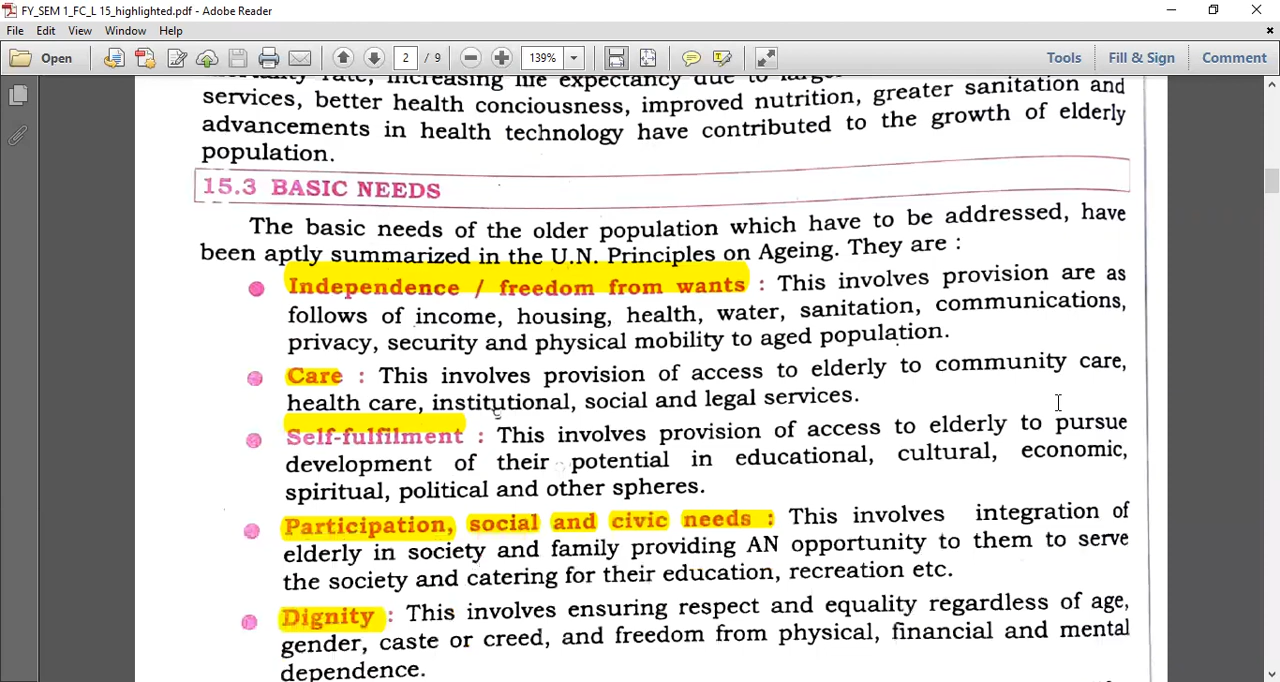 FY_SEM 1_FC_L 15_highlighted.pdf - Adobe Reader
File Edit View Window Help
Open 2 / 9 139% Tools Fill & Sign Comment
rate, increasing life expectancy due to
services, better health conciousness, improved nutrition, greater sanitation and
advancements in health technology have contributed to the growth of elderly
population.
15.3 BASIC NEEDS
The basic needs of the older population which have to be addressed, have
been aptly summarized in the U.N. Principles on Ageing. They are :
Independence / freedom from wants : This involves provision are as
follows of income, housing, health, water, sanitation, communications,
privacy, security and physical mobility to aged population.
Care : This involves provision of access to elderly to community care,
health care, institutional, social and legal services.
Self-fulfilment : This involves provision of access to elderly to pursue
development of their potential in educational, cultural, economic,
spiritual, political and other spheres.
Participation, social and civic needs : This involves integration of
elderly in society and family providing AN opportunity to them to serve
the society and catering for their education, recreation etc.
Dignity : This involves ensuring respect and equality regardless of age,
gender, caste or creed, and freedom from physical, financial and mental
dependence.